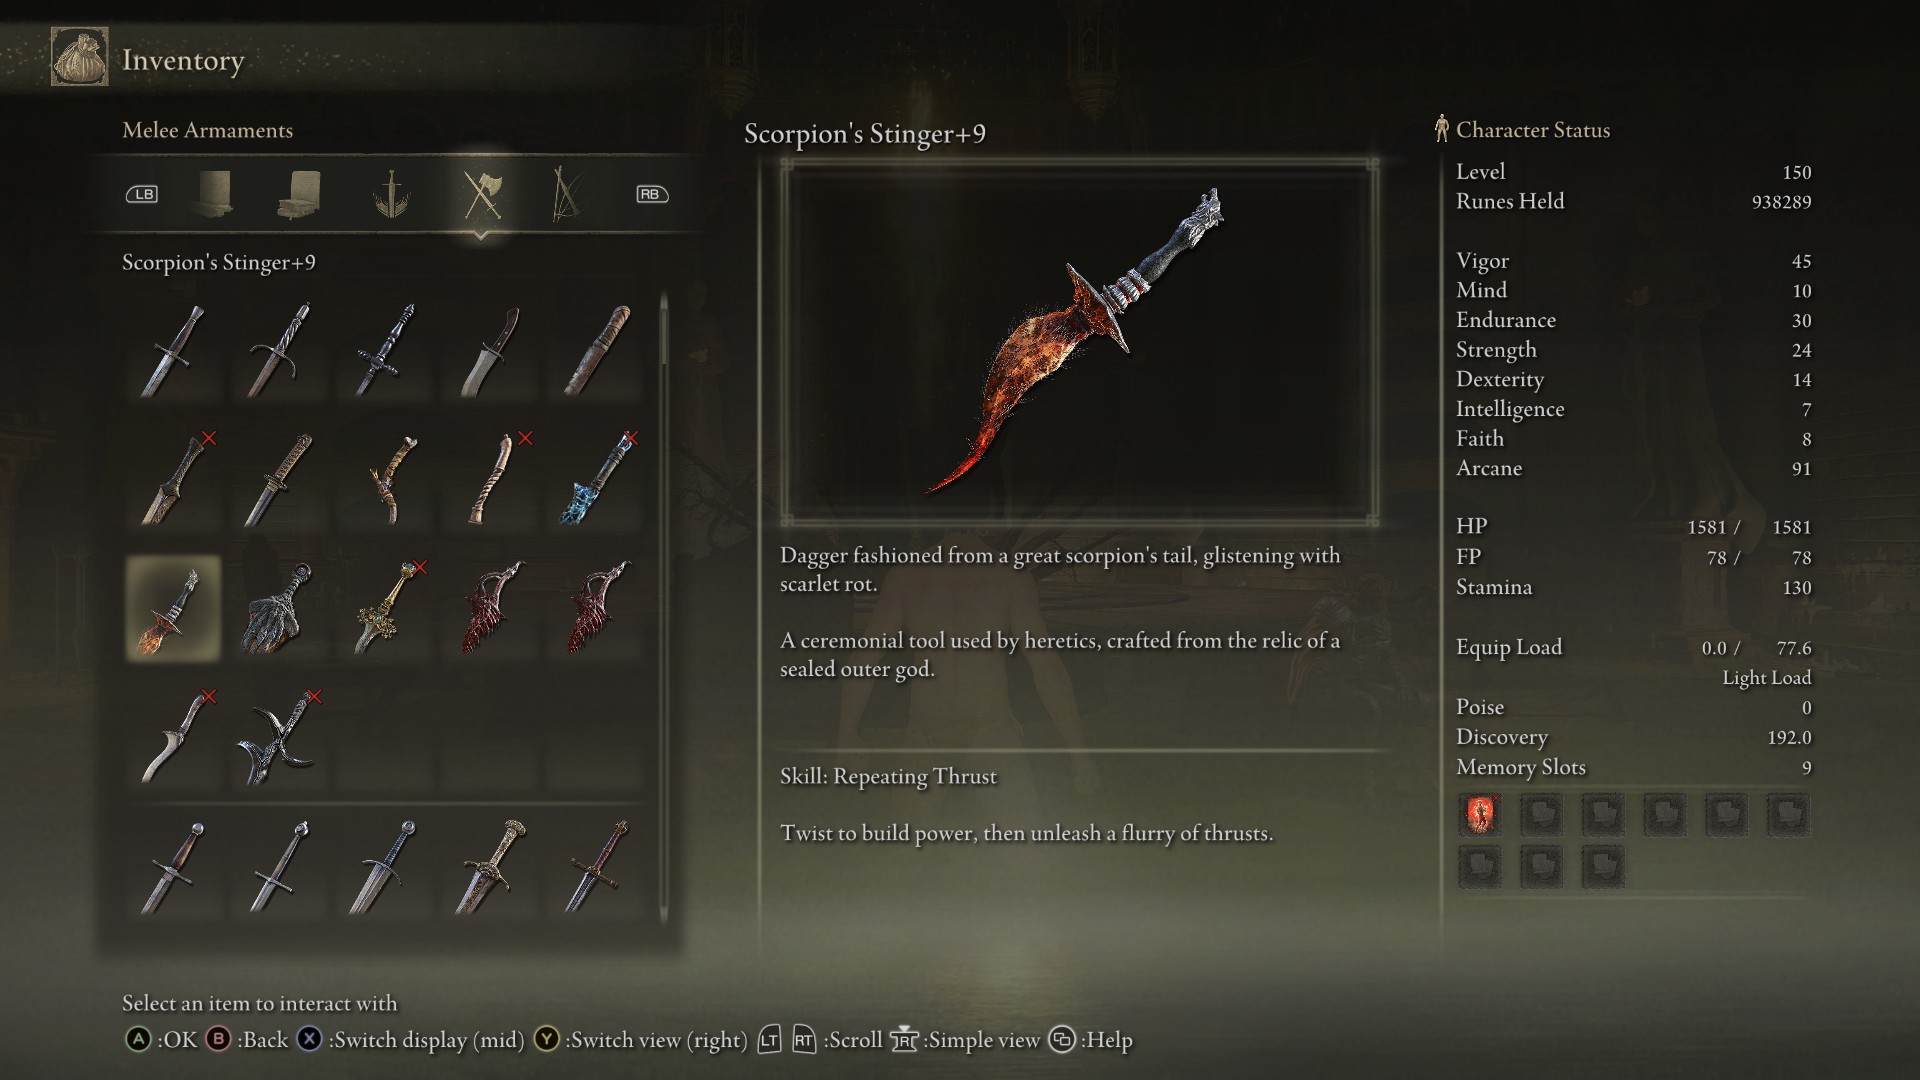 Inventory
Melee Armaments
LB
RB
Scorpion's Stinger+9
Scorpion's Stinger+9
Dagger fashioned from a great scorpion's tail, glistening with
scarlet rot.
A ceremonial tool used by heretics, crafted from the relic of a
sealed outer god.
Skill: Repeating Thrust
Twist to build power, then unleash a flurry of thrusts.
Character Status
Level 150
Runes Held 938289
Vigor 45
Mind 10
Endurance 30
Strength 24
Dexterity 14
Intelligence 7
Faith 8
Arcane 91
HP 1581 / 1581
FP 78 / 78
Stamina 130
Equip Load 0.0 / 77.6
Light Load
Poise 0
Discovery 192.0
Memory Slots 9
Select an item to interact with
A :OK B :Back X :Switch display (mid) Y :Switch view (right) LT RT :Scroll R :Simple view :Help